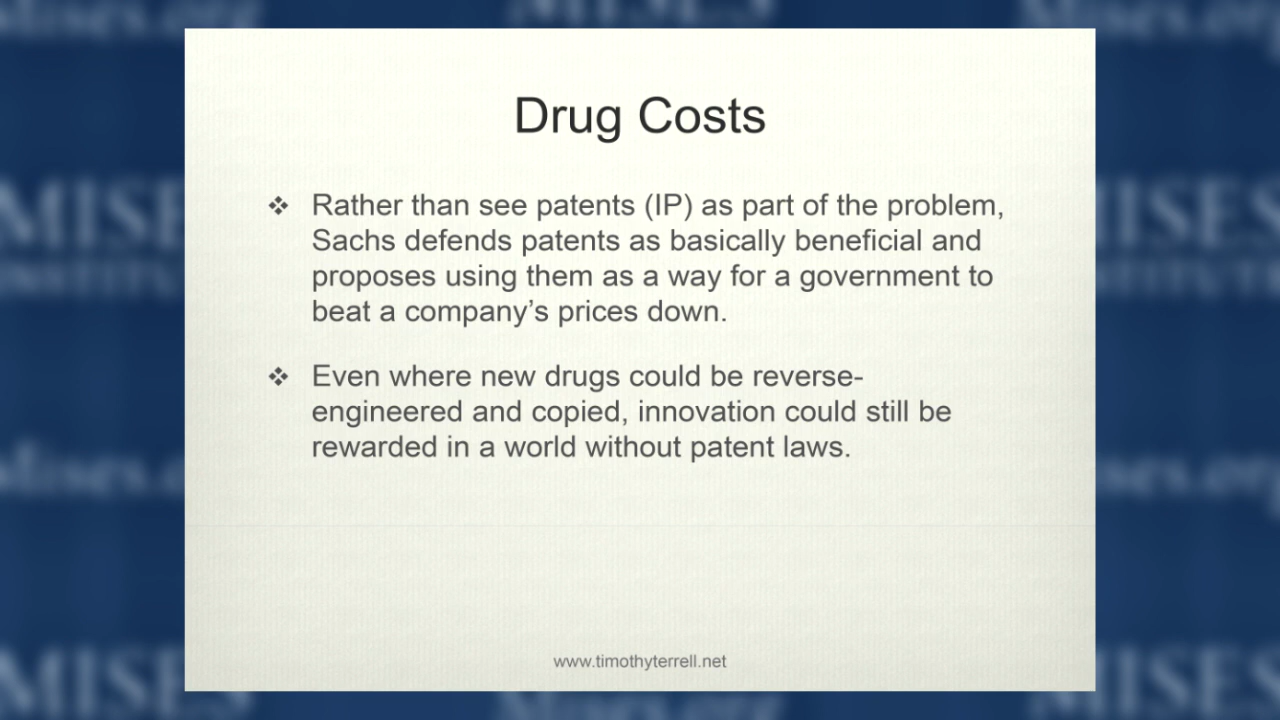 Drug Costs
Rather than see patents (IP) as part of the problem,
Sachs defends patents as basically beneficial and
proposes using them as a way for a government to
beat a company's prices down.
Even where new drugs could be reverse-
engineered and copied, innovation could still be
rewarded in a world without patent laws.
www.timothyterrell.net